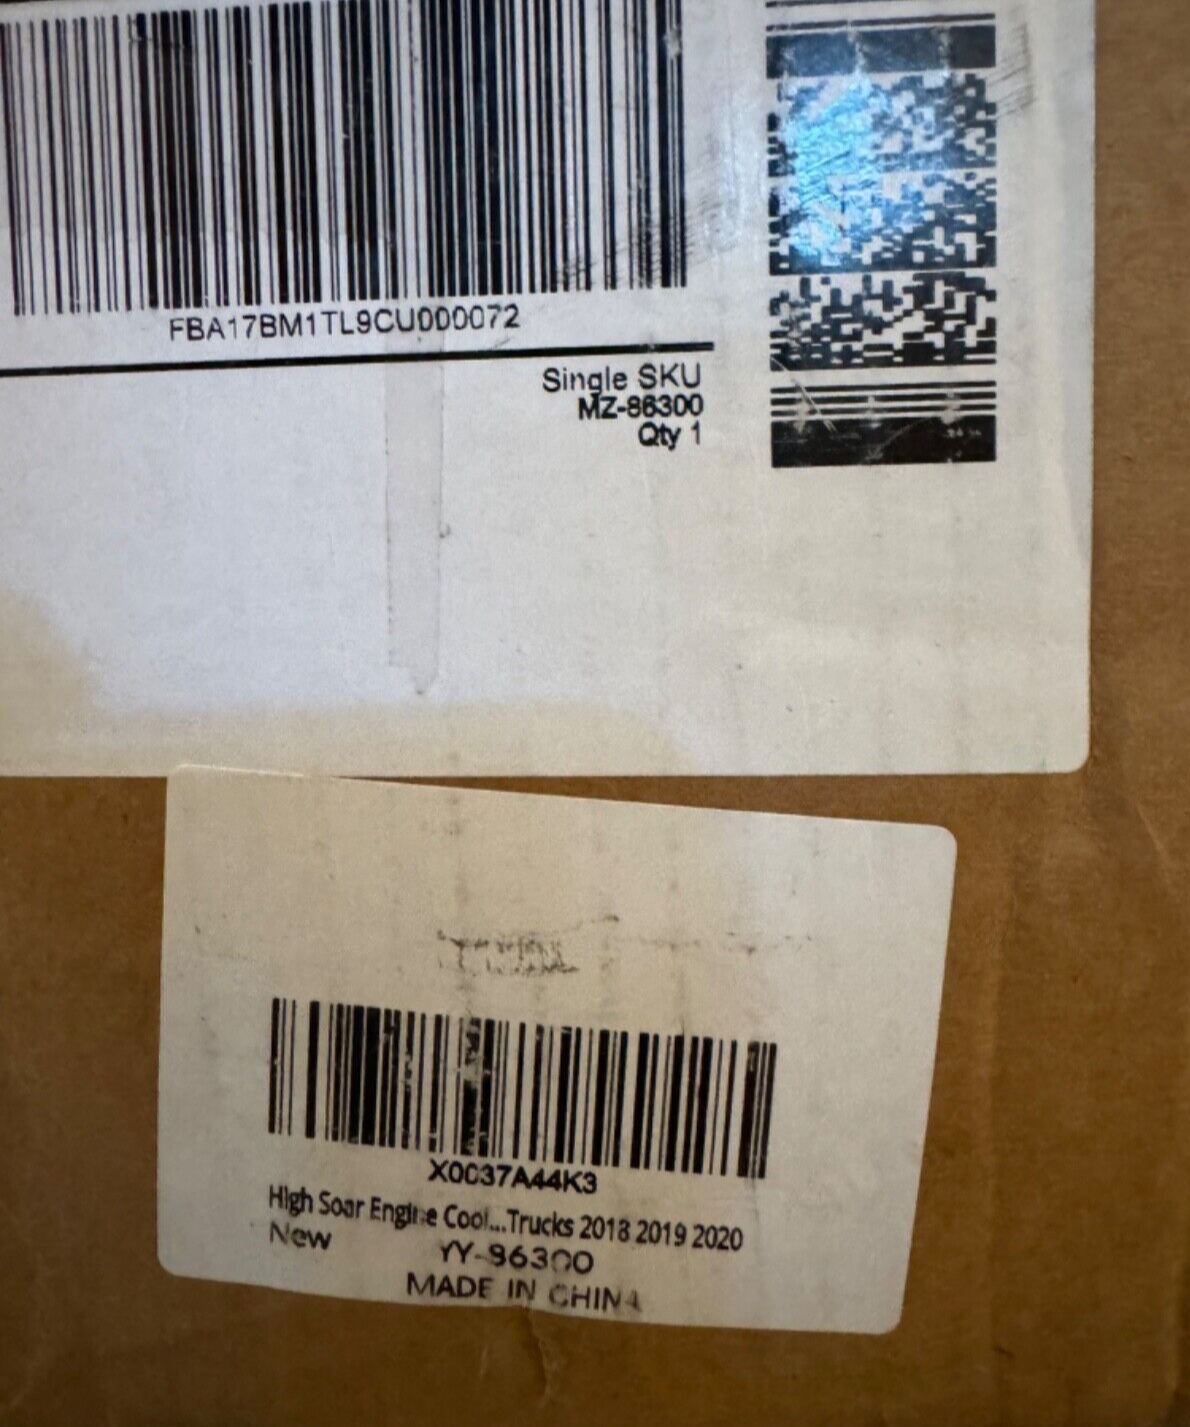 FBA17BM1TL9CU000072
Single SKU
MZ-86300
Qty 1
X0037A44K3
High Soar Engine Cool...Trucks 2018 2019 2020
New
YY-86300
MADE IN CHINA